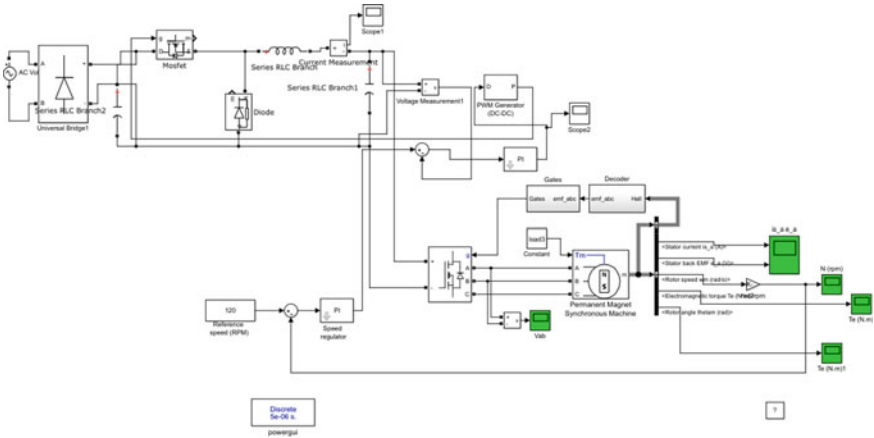 Scope1
g
m
D
S
Mosfet
AC Vol
A
B
+
-
Universal Bridge1
Series RLC Branch2
Series RLC Branch
Current Measurement
Series RLC Branch1
Diode
Voltage Measurement1
D
P
PWM Generator
(DC-DC)
Scope2
PI
Gates
Decoder
Gates
emf_abc
emf_abc
Hall
load3
Constant
g
A
B
C
+
-
Tm
A
B
C
m
N
S
Permanent Magnet
Synchronous Machine
<Stator current is_a (A)>
<Stator back EMF e_a (V)>
<Rotor speed wm (rad/s)>
<Electromagnetic torque Te (N*m)>
<Rotor angle thetam (rad)>
N (rpm)
Te (N.m)
Te (N.m)1
Vab
120
Reference
speed (RPM)
PI
Speed
regulator
Discrete
5e-06 s.
powergui
?